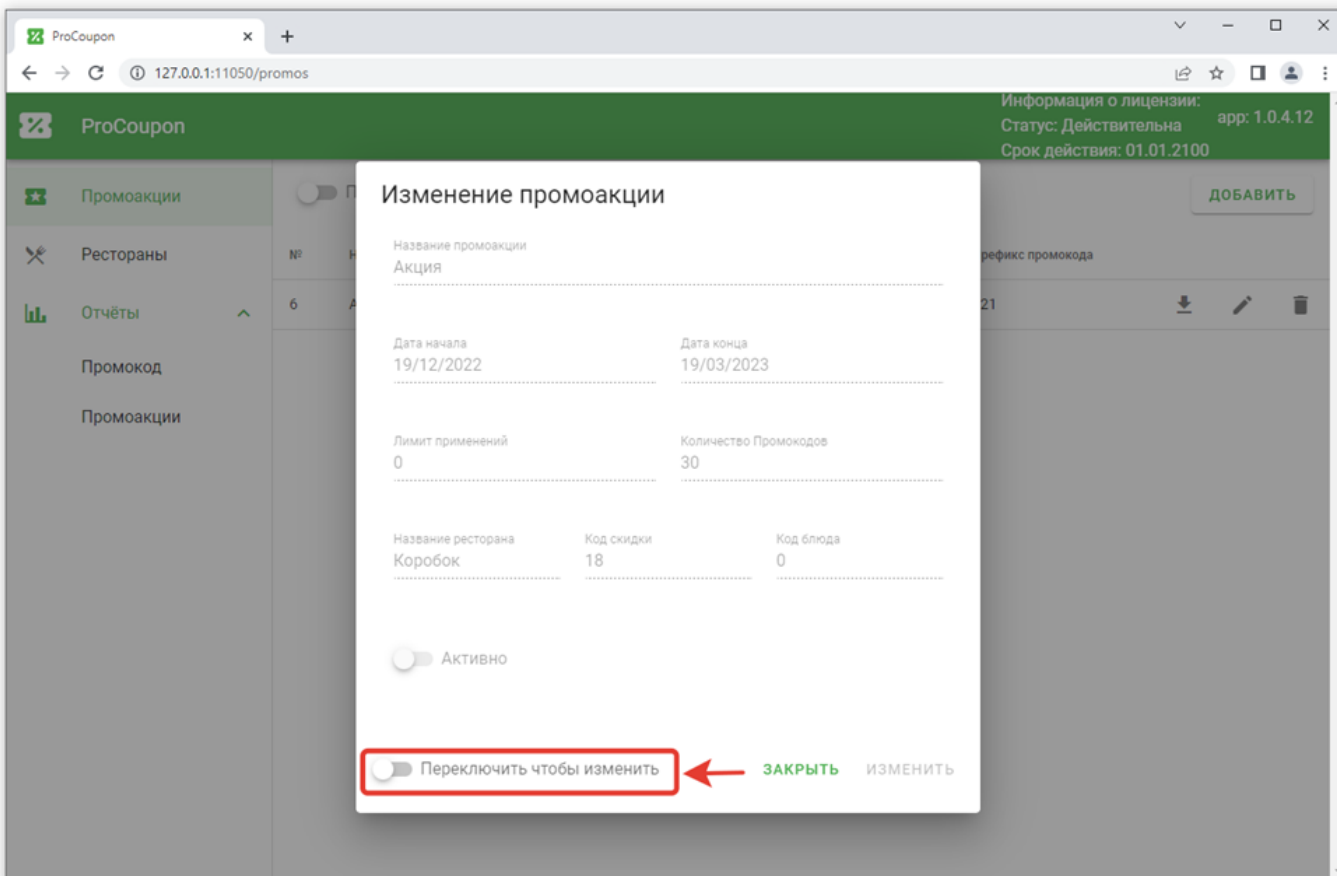 ProCoupon
127.0.0.1:11050/promos
ProCoupon
Информация о лицензии:
Статус: Действительна
Срок действия: 01.01.2100
app: 1.0.4.12
Промоакции
Рестораны
Отчёты
Промокод
Промоакции
ДОБАВИТЬ
№
рефикс промокода
6
21
Изменение промоакции
Название промоакции
Акция
Дата начала
Дата конца
19/12/2022
19/03/2023
Лимит применений
Количество Промокодов
0
30
Название ресторана
Код скидки
Код блюда
Коробок
18
0
Активно
Переключить чтобы изменить
ЗАКРЫТЬ
ИЗМЕНИТЬ